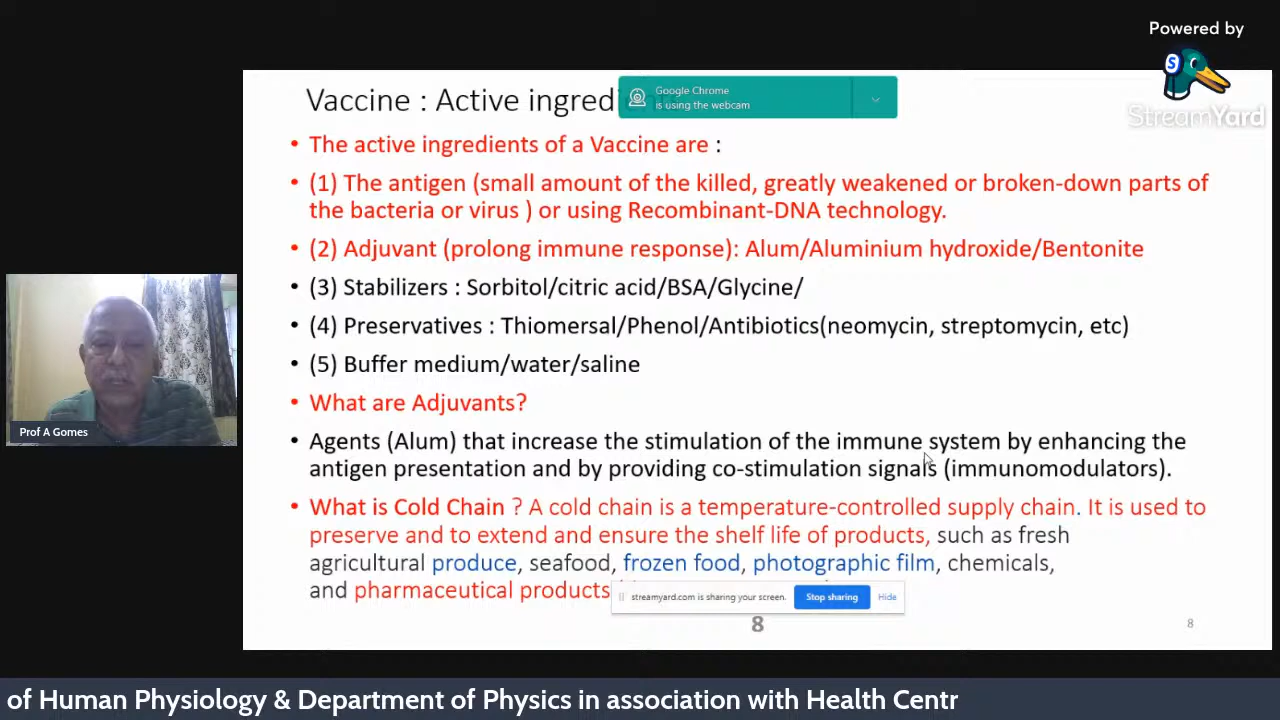 Powered by
StreamYard
Vaccine : Active ingred
Google Chrome
is using the webcam
• The active ingredients of a Vaccine are :
• (1) The antigen (small amount of the killed, greatly weakened or broken-down parts of
the bacteria or virus ) or using Recombinant-DNA technology.
• (2) Adjuvant (prolong immune response): Alum/Aluminium hydroxide/Bentonite
• (3) Stabilizers : Sorbitol/citric acid/BSA/Glycine/
• (4) Preservatives : Thiomersal/Phenol/Antibiotics(neomycin, streptomycin, etc)
• (5) Buffer medium/water/saline
• What are Adjuvants?
• Agents (Alum) that increase the stimulation of the immune system by enhancing the
antigen presentation and by providing co-stimulation signals (immunomodulators).
• What is Cold Chain ? A cold chain is a temperature-controlled supply chain. It is used to
preserve and to extend and ensure the shelf life of products, such as fresh
agricultural produce, seafood, frozen food, photographic film, chemicals,
and pharmaceutical products
streamyard.com is sharing your screen. Stop sharing Hide
8
8
Prof A Gomes
of Human Physiology & Department of Physics in association with Health Centr